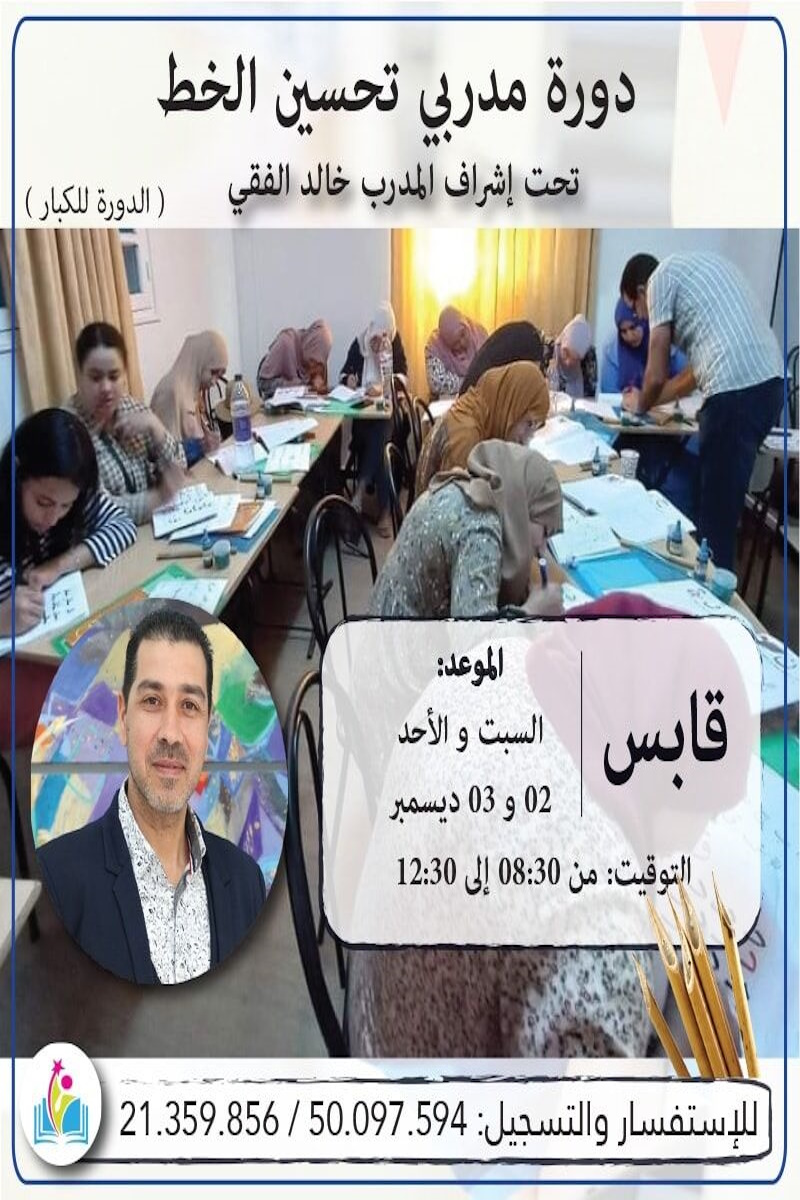 دورة مدربي تحسين الخط
تحت إشراف المدرب خالد الفقي
( الدورة للكبار )
قابس
الموعد:
السبت و الأحد
02 و 03 ديسمبر
التوقيت: من 08:30 إلى 12:30
للإستفسار والتسجيل: 50.097.594 / 21.359.856